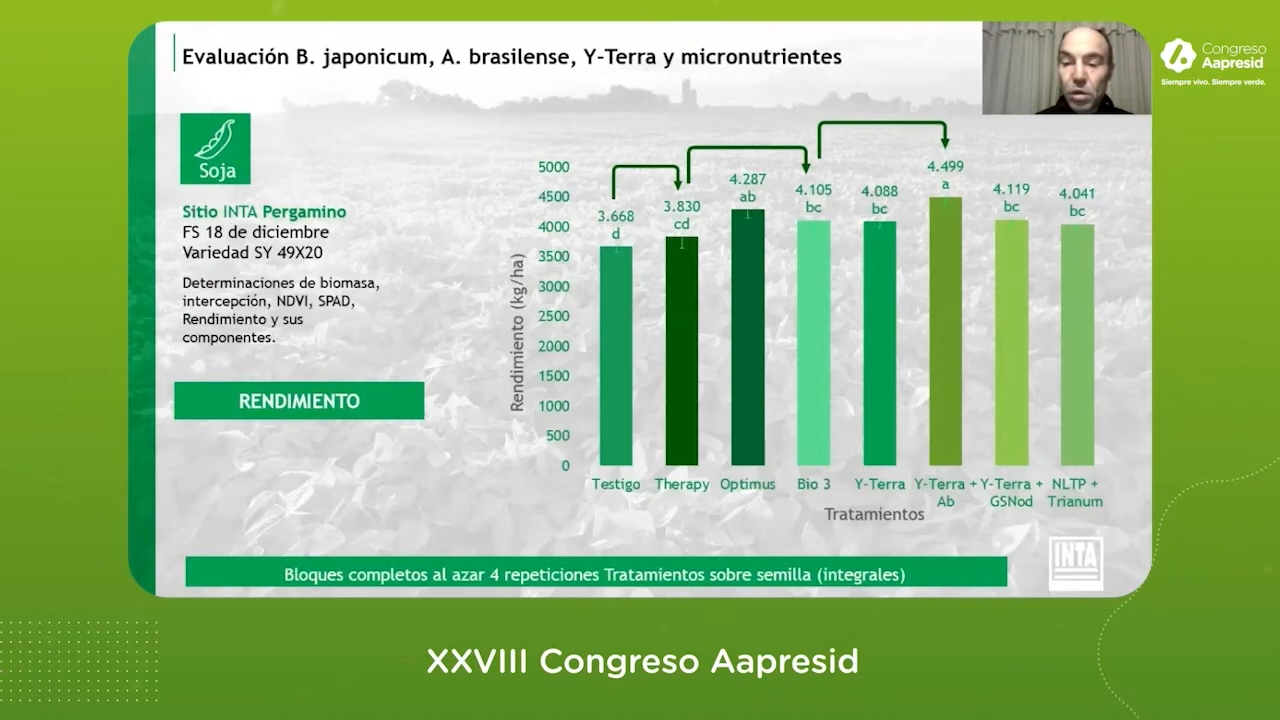 Evaluación B. japonicum, A. brasilense, Y-Terra y micronutrientes
Congreso
Aapresid
Siempre vivo. Siempre verde.
Soja
Sitio INTA Pergamino
FS 18 de diciembre
Variedad SY 49X20
Determinaciones de biomasa,
intercepción, NDVI, SPAD,
Rendimiento y sus
componentes.
RENDIMIENTO
Rendimiento (kg/ha)
5000
4500
4000
3500
3000
2500
2000
1500
1000
500
0
3.668
d
3.830
cd
4.287
ab
4.105
bc
4.088
bc
4.499
a
4.119
bc
4.041
bc
Testigo
Therapy
Optimus
Bio 3
Y-Terra
Y-Terra +
Ab
Y-Terra +
GSNod
NLTP +
Trianum
Tratamientos
INTA
Bloques completos al azar 4 repeticiones Tratamientos sobre semilla (integrales)
XXVIII Congreso Aapresid